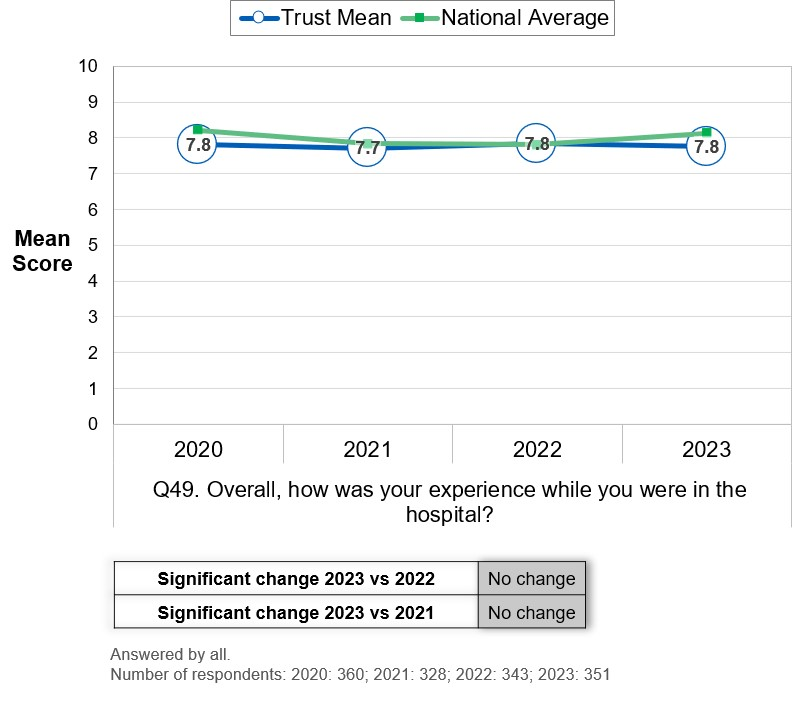 Trust Mean National Average
10
9
8
7
6
5
4
3
2
1
0
Mean
Score
7.8
7.7
7.8
7.8
2020 2021 2022 2023
Q49. Overall, how was your experience while you were in the
hospital?
Significant change 2023 vs 2022 No change
Significant change 2023 vs 2021 No change
Answered by all.
Number of respondents: 2020: 360; 2021: 328; 2022: 343; 2023: 351